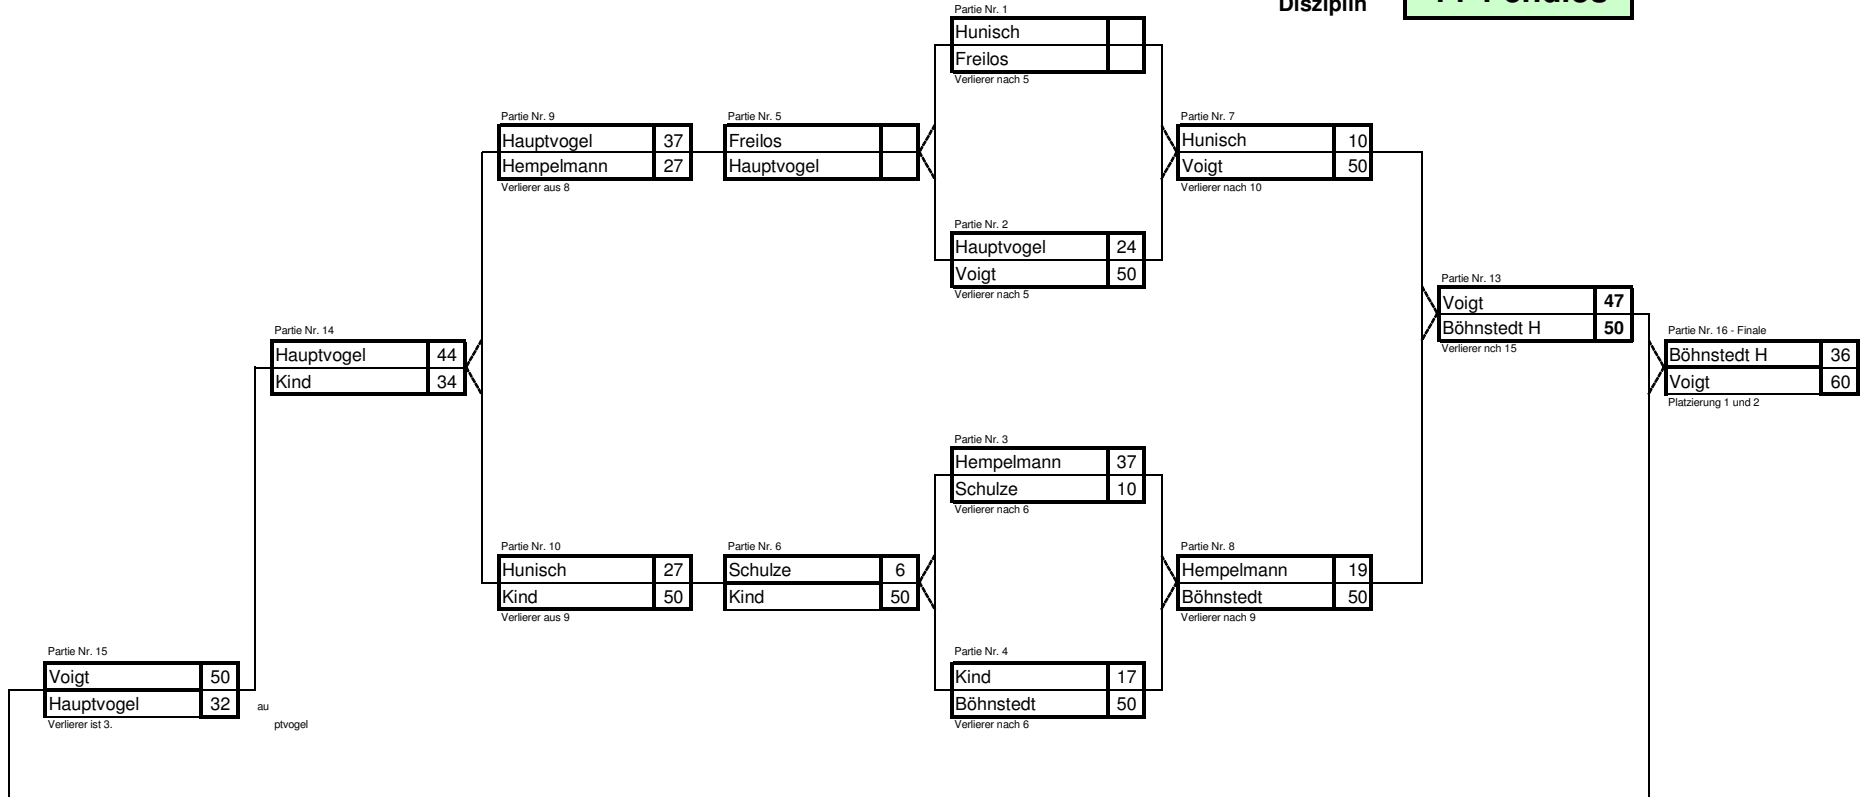 Disziplin
Partie Nr. 1
Hunisch
Freilos
Verlierer nach 5
Partie Nr. 9
Hauptvogel 37
Hempelmann 27
Verlierer aus 8
Partie Nr. 5
Freilos
Hauptvogel
Partie Nr. 7
Hunisch 10
Voigt 50
Verlierer nach 10
Partie Nr. 2
Hauptvogel 24
Voigt 50
Verlierer nach 5
Partie Nr. 13
Voigt 47
Böhnstedt H 50
Verlierer nch 15
Partie Nr. 14
Hauptvogel 44
Kind 34
Partie Nr. 16 - Finale
Böhnstedt H 36
Voigt 60
Platzierung 1 und 2
Partie Nr. 3
Hempelmann 37
Schulze 10
Verlierer nach 6
Partie Nr. 10
Hunisch 27
Kind 50
Verlierer aus 9
Partie Nr. 6
Schulze 6
Kind 50
Partie Nr. 8
Hempelmann 19
Böhnstedt 50
Verlierer nach 9
Partie Nr. 15
Voigt 50
Hauptvogel 32
Verlierer ist 3.
au
ptvogel
Partie Nr. 4
Kind 17
Böhnstedt 50
Verlierer nach 6